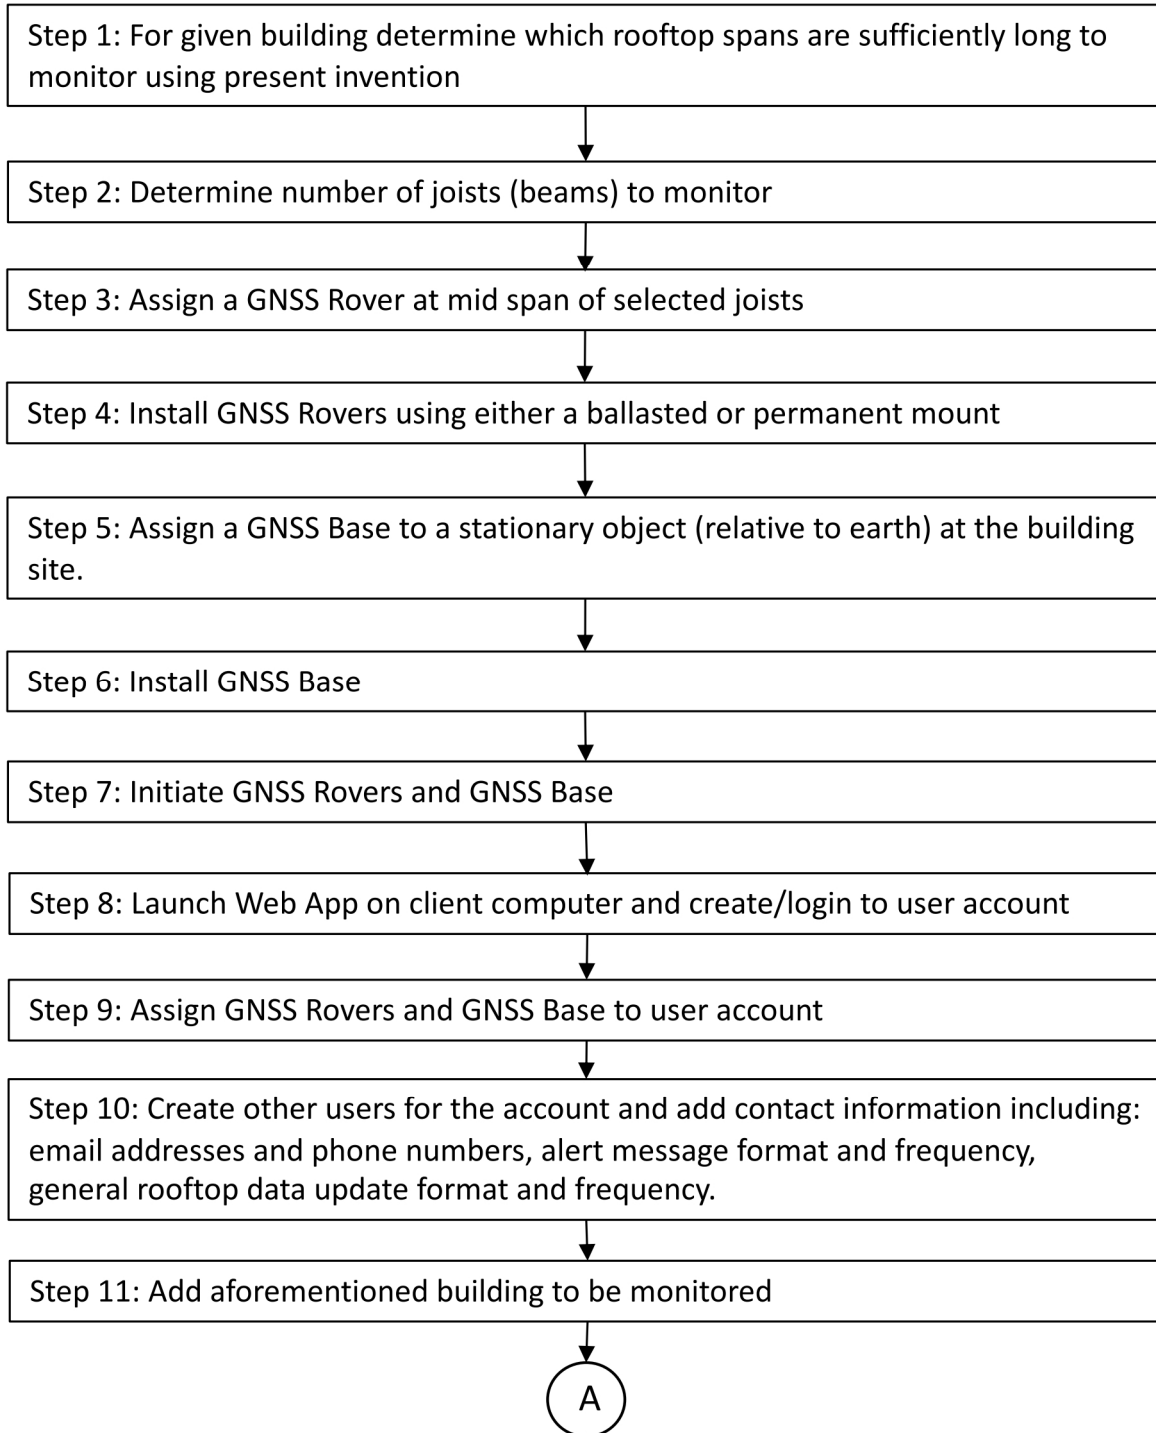 Step 1: For given building determine which rooftop spans are sufficiently long to
monitor using present invention
Step 2: Determine number of joists (beams) to monitor
Step 3: Assign a GNSS Rover at mid span of selected joists
Step 4: Install GNSS Rovers using either a ballasted or permanent mount
Step 5: Assign a GNSS Base to a stationary object (relative to earth) at the building
site.
Step 6: Install GNSS Base
Step 7: Initiate GNSS Rovers and GNSS Base
Step 8: Launch Web App on client computer and create/login to user account
Step 9: Assign GNSS Rovers and GNSS Base to user account
Step 10: Create other users for the account and add contact information including:
email addresses and phone numbers, alert message format and frequency,
general rooftop data update format and frequency.
Step 11: Add aforementioned building to be monitored
A